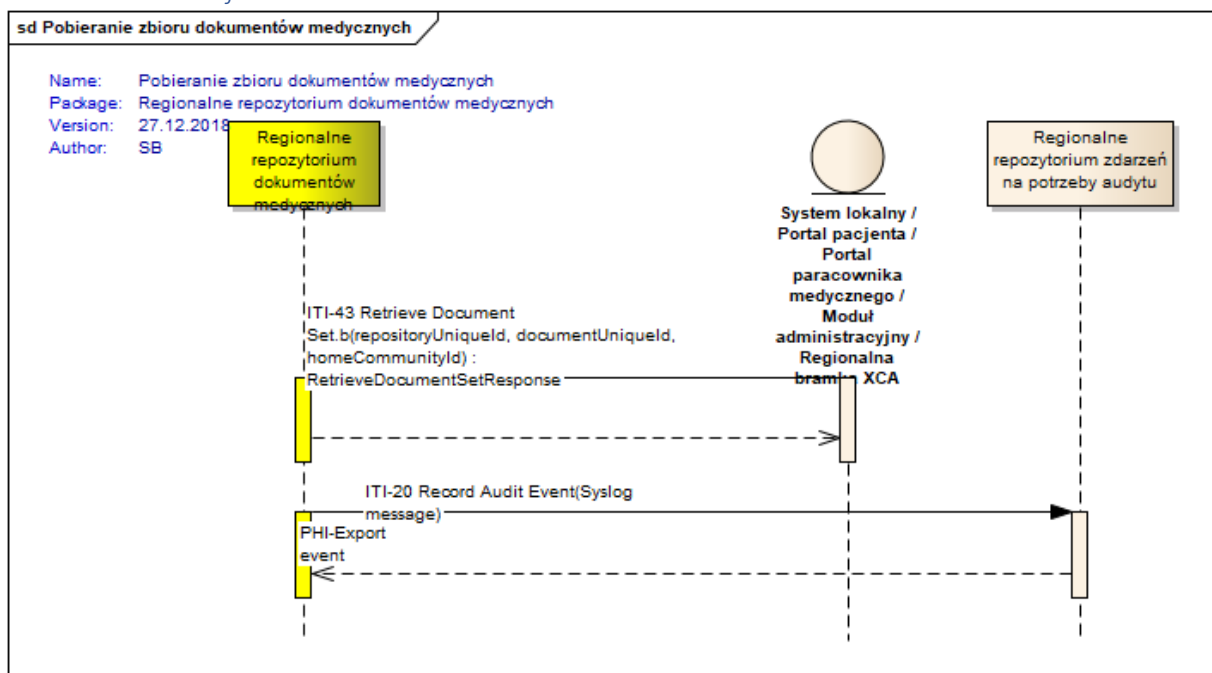 sd Pobieranie zbioru dokumentów medycznych
Name: Pobieranie zbioru dokumentów medycznych
Package: Regionalne repozytorium dokumentów medycznych
Version: 27.12.2018
Author: SB
Regionalne
repozytorium
dokumentów
medycznych
System lokalny /
Portal pacjenta /
Portal
paracownika
medycznego /
Moduł
administracyjny /
Regionalna
bramka XCA
Regionalne
repozytorium zdarzeń
na potrzeby audytu
ITI-43 Retrieve Document
Set.b(repositoryUniqueId, documentUniqueId,
homeCommunityId) :
RetrieveDocumentSetResponse
ITI-20 Record Audit Event(Syslog
message)
PHI-Export
event